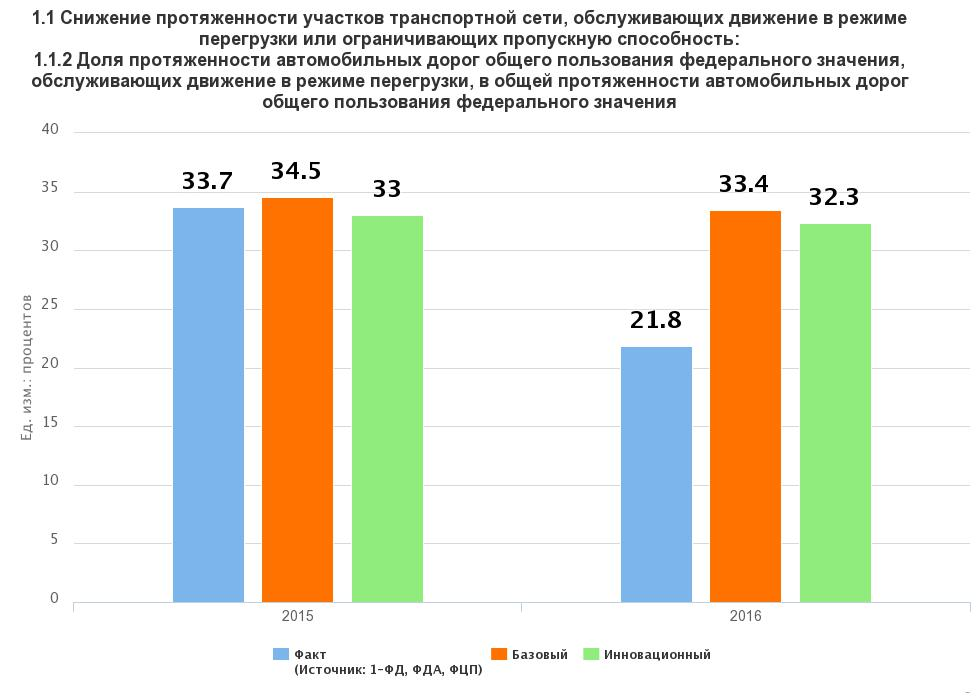 1.1 Снижение протяженности участков транспортной сети, обслуживающих движение в режиме
перегрузки или ограничивающих пропускную способность:
1.1.2 Доля протяженности автомобильных дорог общего пользования федерального значения,
обслуживающих движение в режиме перегрузки, в общей протяженности автомобильных дорог
общего пользования федерального значения
Ед. изм.: процентов
40
35
30
25
20
15
10
5
0
33.7
34.5
33
21.8
33.4
32.3
2015
2016
Факт
(Источник: 1-ФД, ФДА, ФЦП)
Базовый
Инновационный